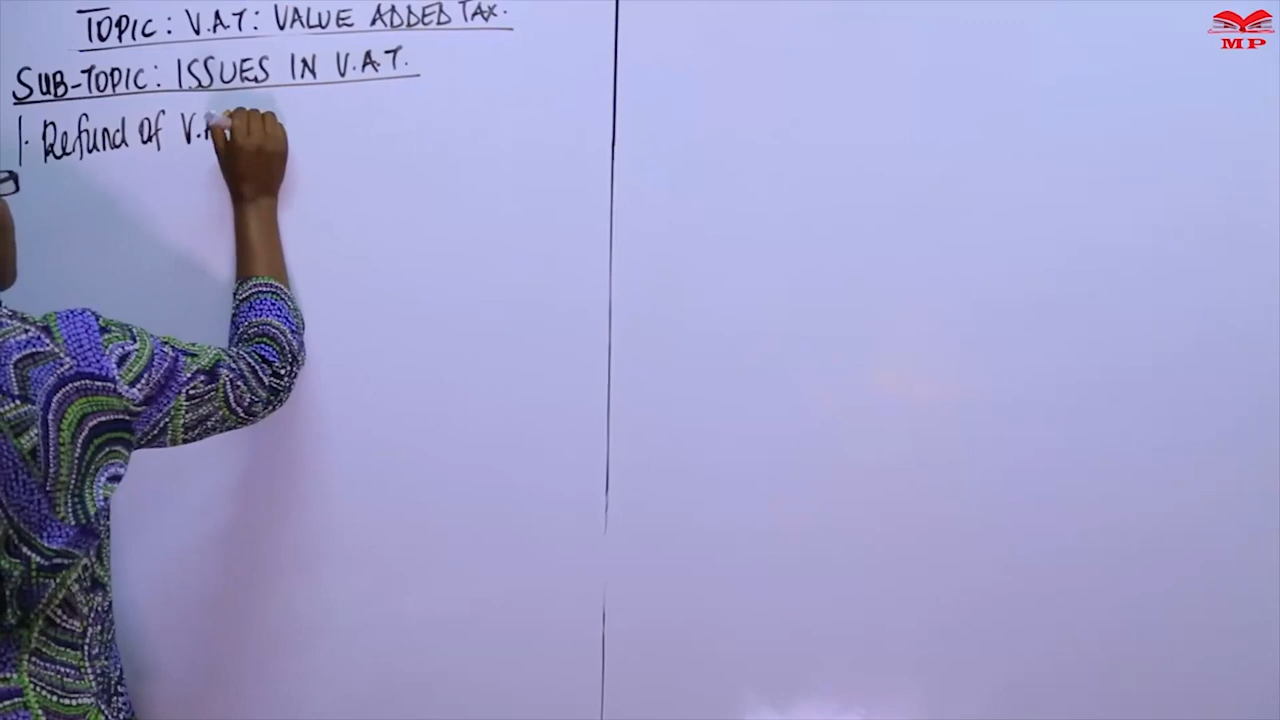 TOPIC: V.A.T: VALUE ADDED TAX.
SUB-TOPIC: ISSUES IN V.A.T.
1. Refund of V.A
MP